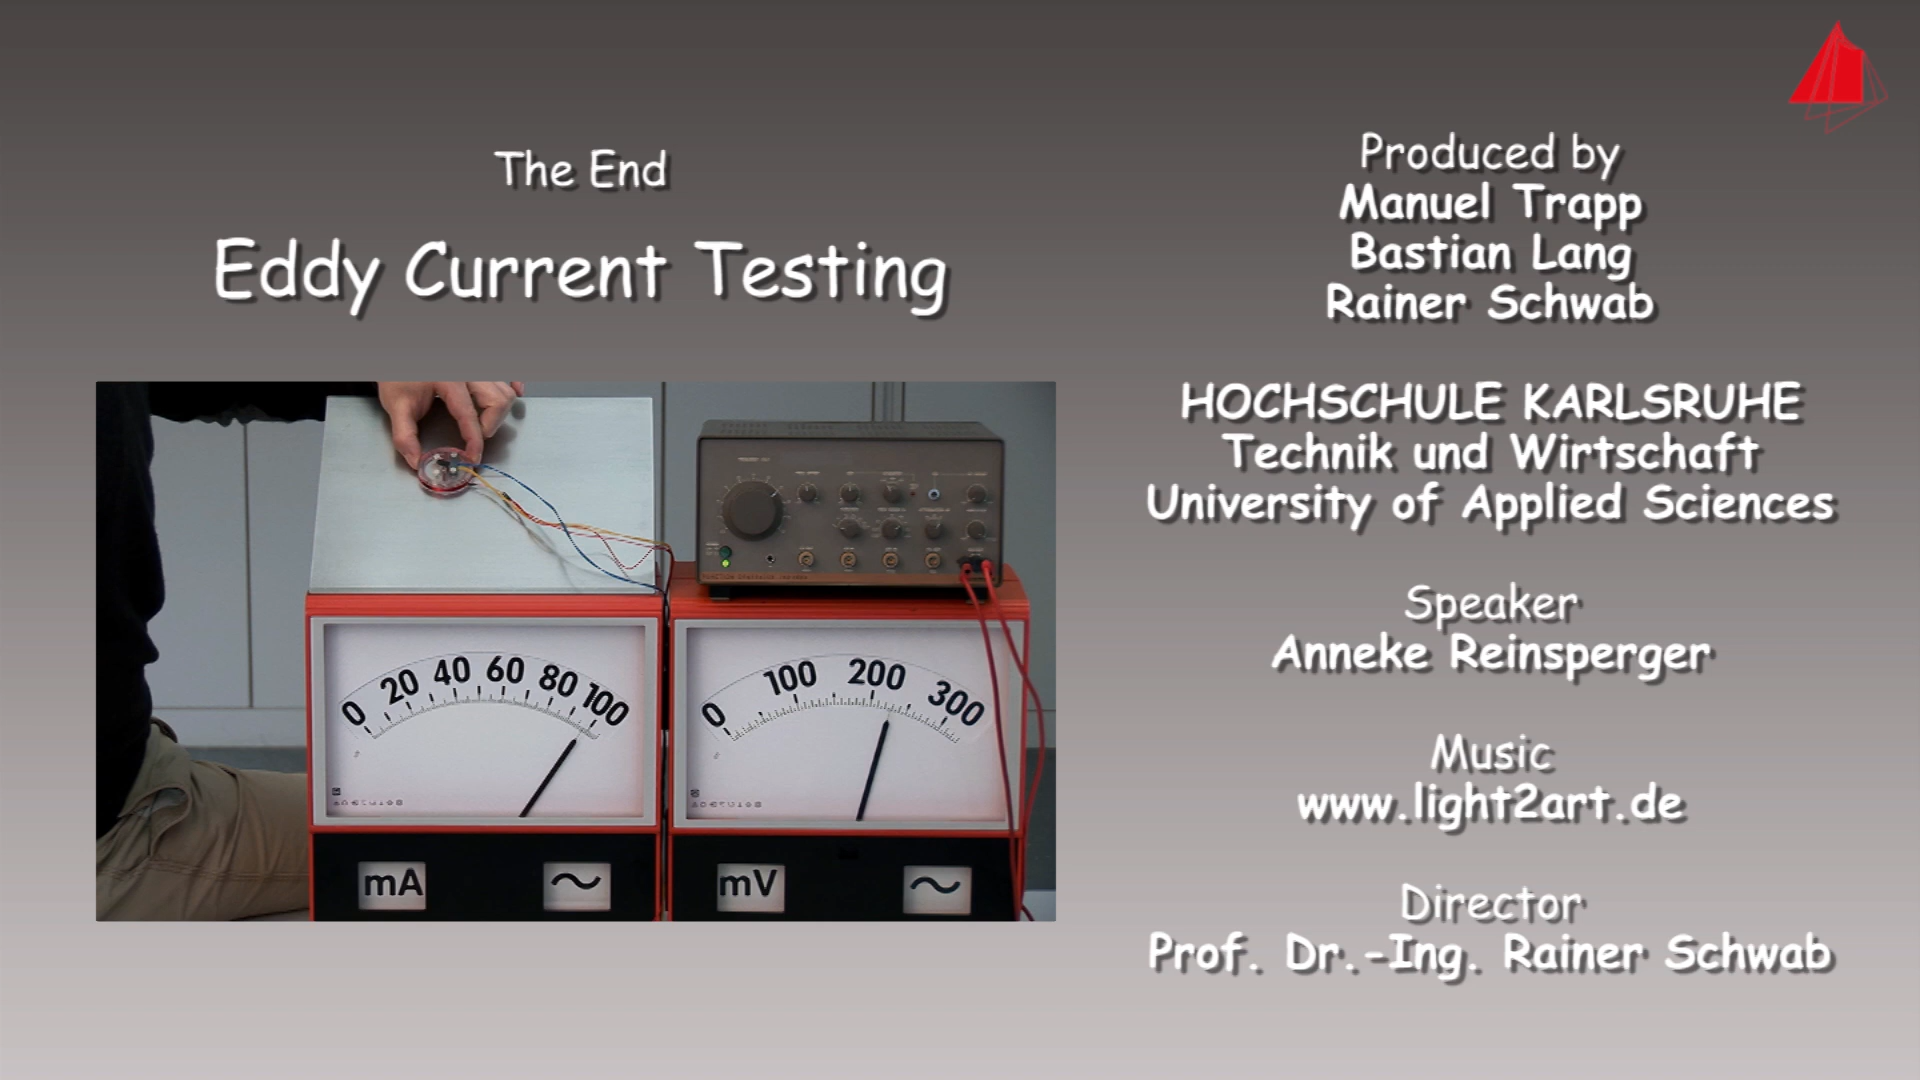 The End
Eddy Current Testing
0 20 40 60 80 100
0 100 200 300
mA
mV
Produced by
Manuel Trapp
Bastian Lang
Rainer Schwab
HOCHSCHULE KARLSRUHE
Technik und Wirtschaft
University of Applied Sciences
Speaker
Anneke Reinsperger
Music
www.light2art.de
Director
Prof. Dr.-Ing. Rainer Schwab